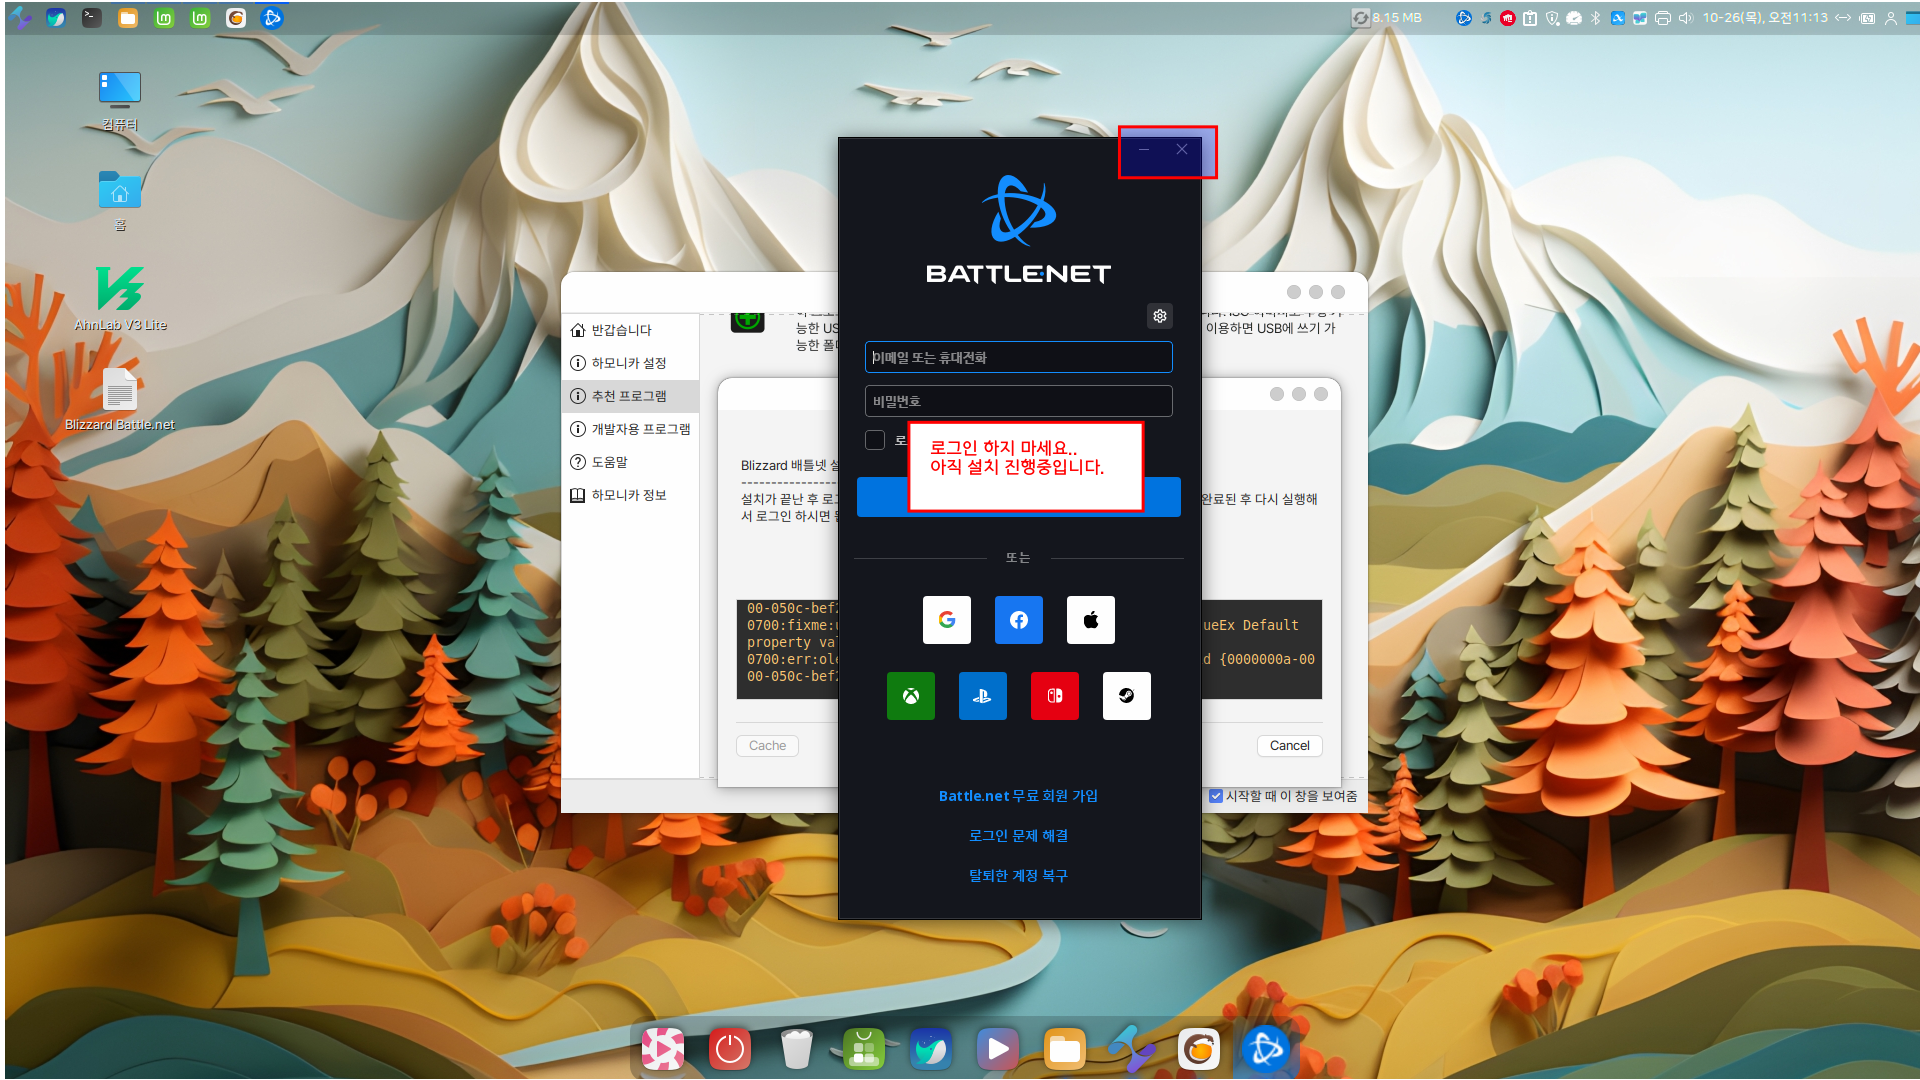 8.15 MB
10-26(목), 오전11:13
컴퓨터
홈
AhnLab V3 Lite
Blizzard Battle.net
반갑습니다
하모니카 설정
추천 프로그램
개발자용 프로그램
도움말
하모니카 정보
능한 US
능한 폴
이용하면 USB에 쓰기 가
Blizzard 배틀넷 설
설치가 끝난 후 로그
서 로그인 하시면 
완료된 후 다시 실행해
00-050c-bef2
0700:fixme:u
ueEx Default
property val
0700:err:ole
d {0000000a-00
00-050c-bef2
Cache
Cancel
시작할 때 이 창을 보여줌
BATTLE.NET
이메일 또는 휴대전화
비밀번호
로
로그인 하지 마세요..
아직 설치 진행중입니다.
또는
Battle.net 무료 회원 가입
로그인 문제 해결
탈퇴한 계정 복구